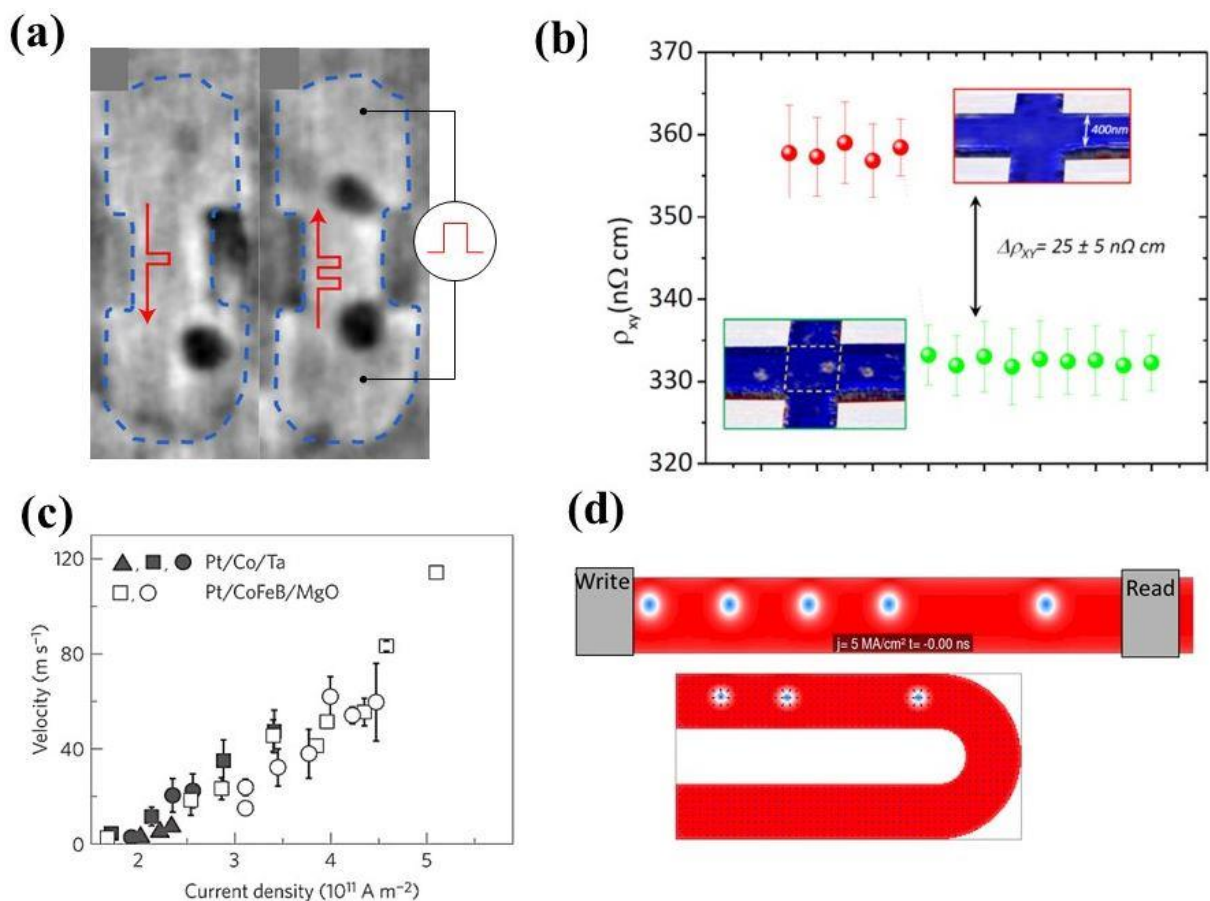 (a)
(b)
370
360
350
340
330
320
ρxy(nΩ cm)
400nm
Δρ_XY= 25 ± 5 nΩ cm
(c)
120
80
40
0
Velocity (m s⁻¹)
▲, ■, ● Pt/Co/Ta
□, ○ Pt/CoFeB/MgO
2 3 4 5
Current density (10¹¹ A m⁻²)
(d)
Write
Read
j= 5 MA/cm² t= -0.00 ns